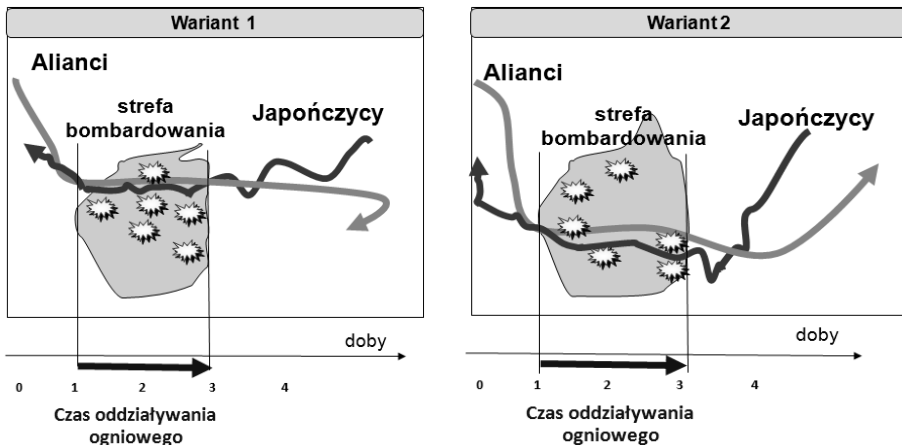 Wariant 1
Alianci
strefa
bombardowania
Japończycy
doby
0 1 2 3 4
Czas oddziaływania
ogniowego
Wariant 2
Alianci
strefa
bombardowania
Japończycy
doby
0 1 2 3 4
Czas oddziaływania
ogniowego